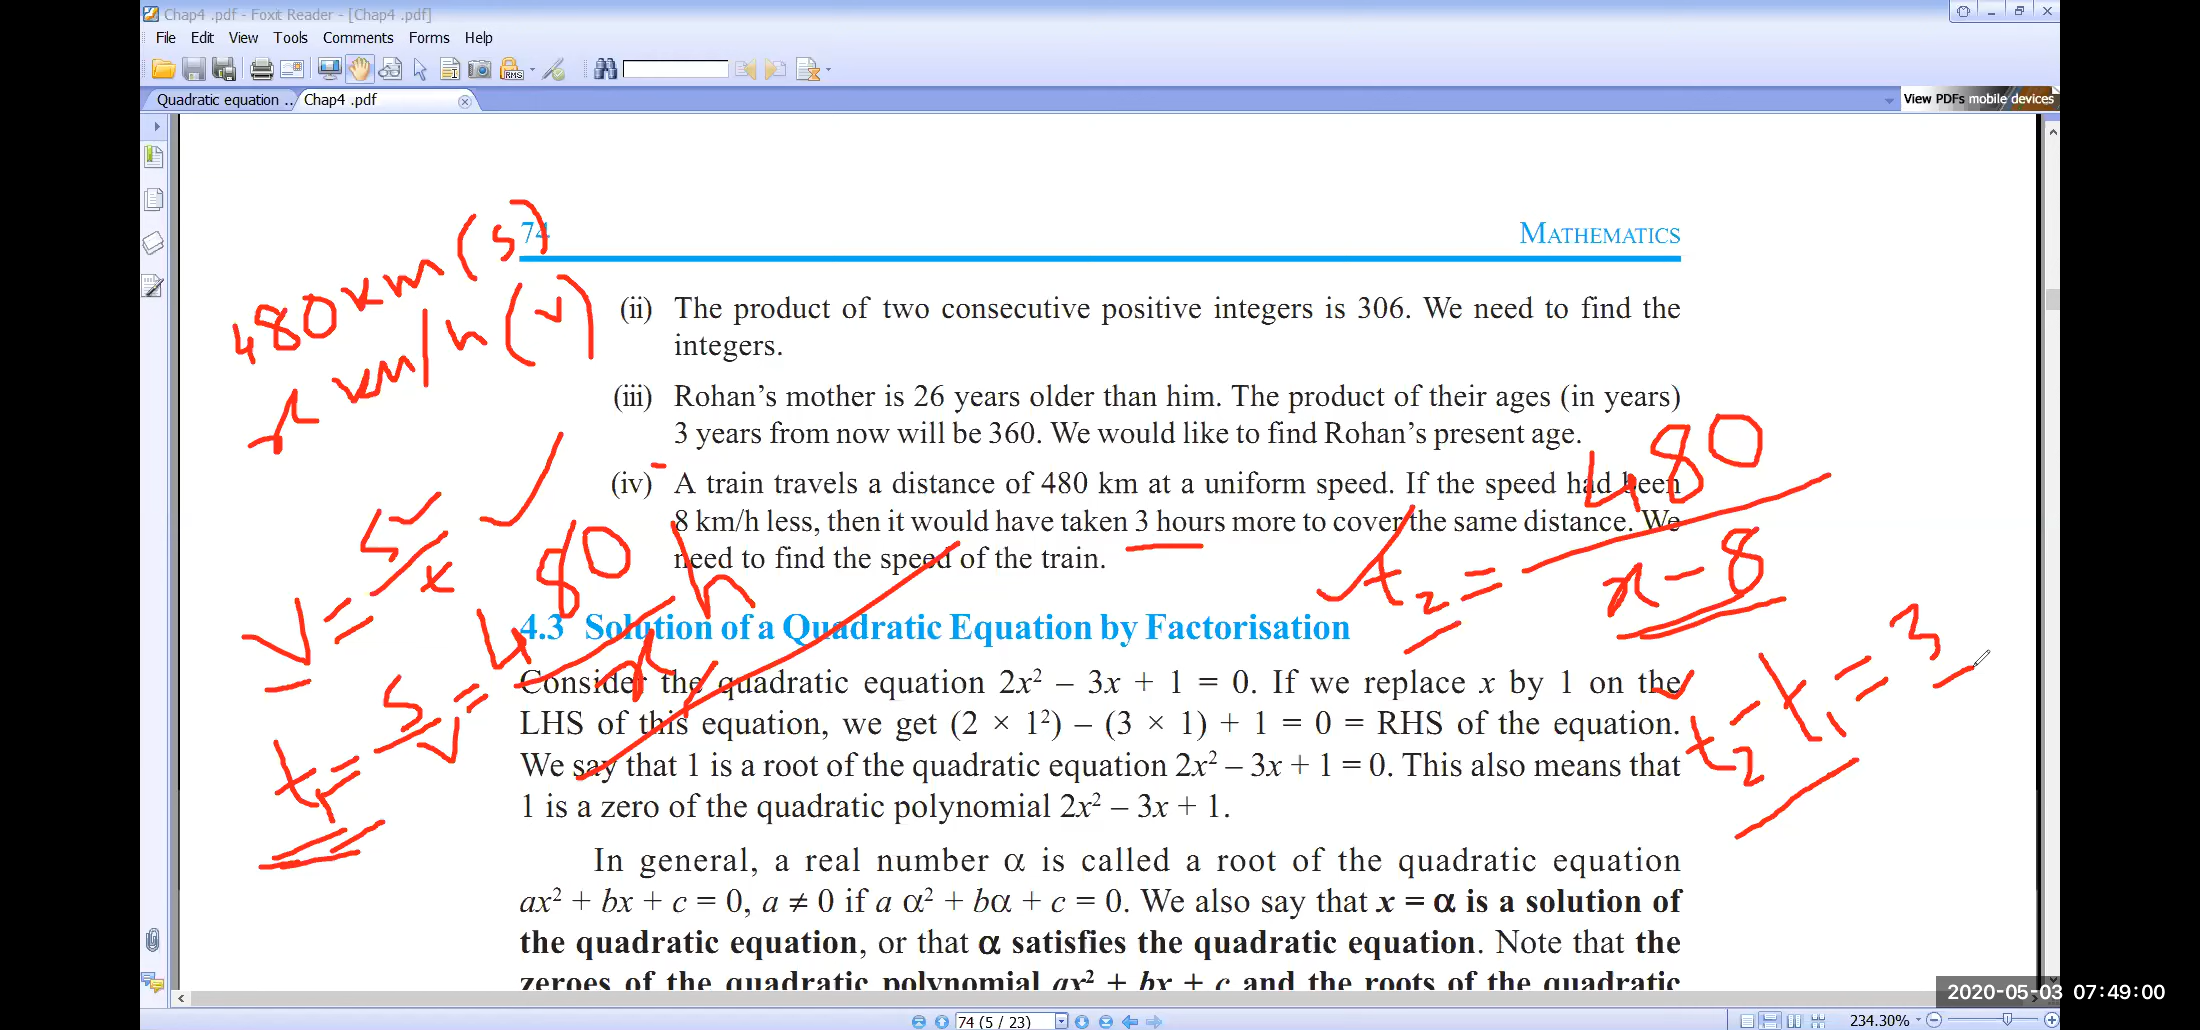 Chap4 .pdf - Foxit Reader - [Chap4 .pdf]
File Edit View Tools Comments Forms Help
Quadratic equation .. Chap4 .pdf
View PDFs mobile devices
74 MATHEMATICS
480 km (s)
x km/h (v)
(ii) The product of two consecutive positive integers is 306. We need to find the
integers.
(iii) Rohan’s mother is 26 years older than him. The product of their ages (in years)
3 years from now will be 360. We would like to find Rohan’s present age.
(iv) A train travels a distance of 480 km at a uniform speed. If the speed had been
8 km/h less, then it would have taken 3 hours more to cover the same distance. We
need to find the speed of the train.
v = s/t
t₁ = s/v = 480/x h
t₂ = 480/x – 8
t₂ – t₁ = 3
4.3 Solution of a Quadratic Equation by Factorisation
Consider the quadratic equation 2x² – 3x + 1 = 0. If we replace x by 1 on the
LHS of this equation, we get (2 × 1²) – (3 × 1) + 1 = 0 = RHS of the equation.
We say that 1 is a root of the quadratic equation 2x² – 3x + 1 = 0. This also means that
1 is a zero of the quadratic polynomial 2x² – 3x + 1.
In general, a real number α is called a root of the quadratic equation
ax² + bx + c = 0, a ≠ 0 if a α² + bα + c = 0. We also say that x = α is a solution of
the quadratic equation, or that α satisfies the quadratic equation. Note that the
zeroes of the quadratic polynomial ax² + bx + c and the roots of the quadratic
2020-05-03 07:49:00
74 (5 / 23) 234.30%